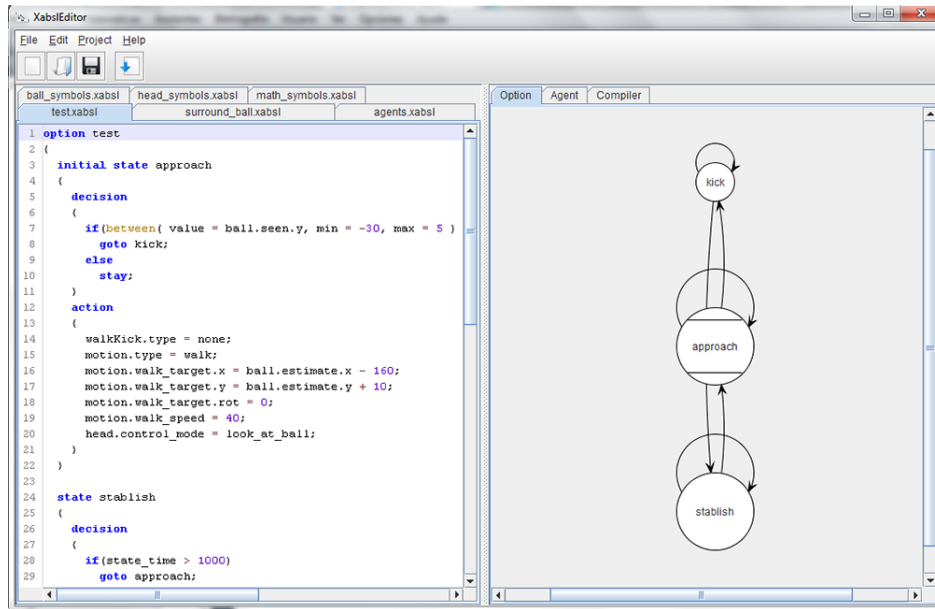 XabslEditor
File Edit Project Help
ball_symbols.xabsl head_symbols.xabsl math_symbols.xabsl
test.xabsl surround_ball.xabsl agents.xabsl
1 option test
2 {
3 initial state approach
4 {
5 decision
6 {
7 if(between( value = ball.seen.y, min = -30, max = 5 )
8 goto kick;
9 else
10 stay;
11 }
12 action
13 {
14 walkKick.type = none;
15 motion.type = walk;
16 motion.walk_target.x = ball.estimate.x - 160;
17 motion.walk_target.y = ball.estimate.y + 10;
18 motion.walk_target.rot = 0;
19 motion.walk_speed = 40;
20 head.control_mode = look_at_ball;
21 }
22 }
23
24 state stablish
25 {
26 decision
27 {
28 if(state_time > 1000)
29 goto approach;
Option Agent Compiler
kick
approach
stablish